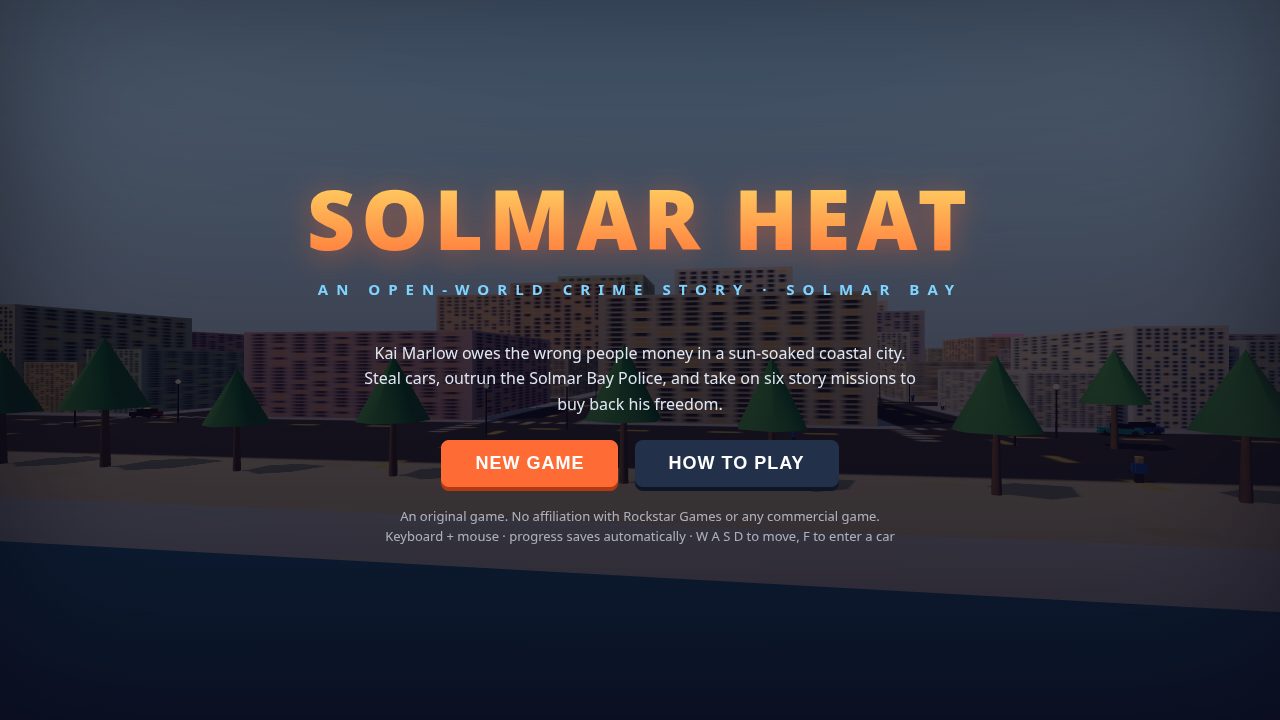 SOLMAR HEAT
AN OPEN-WORLD CRIME STORY · SOLMAR BAY
Kai Marlow owes the wrong people money in a sun-soaked coastal city.
Steal cars, outrun the Solmar Bay Police, and take on six story missions to
buy back his freedom.
NEW GAME
HOW TO PLAY
An original game. No affiliation with Rockstar Games or any commercial game.
Keyboard + mouse · progress saves automatically · W A S D to move, F to enter a car